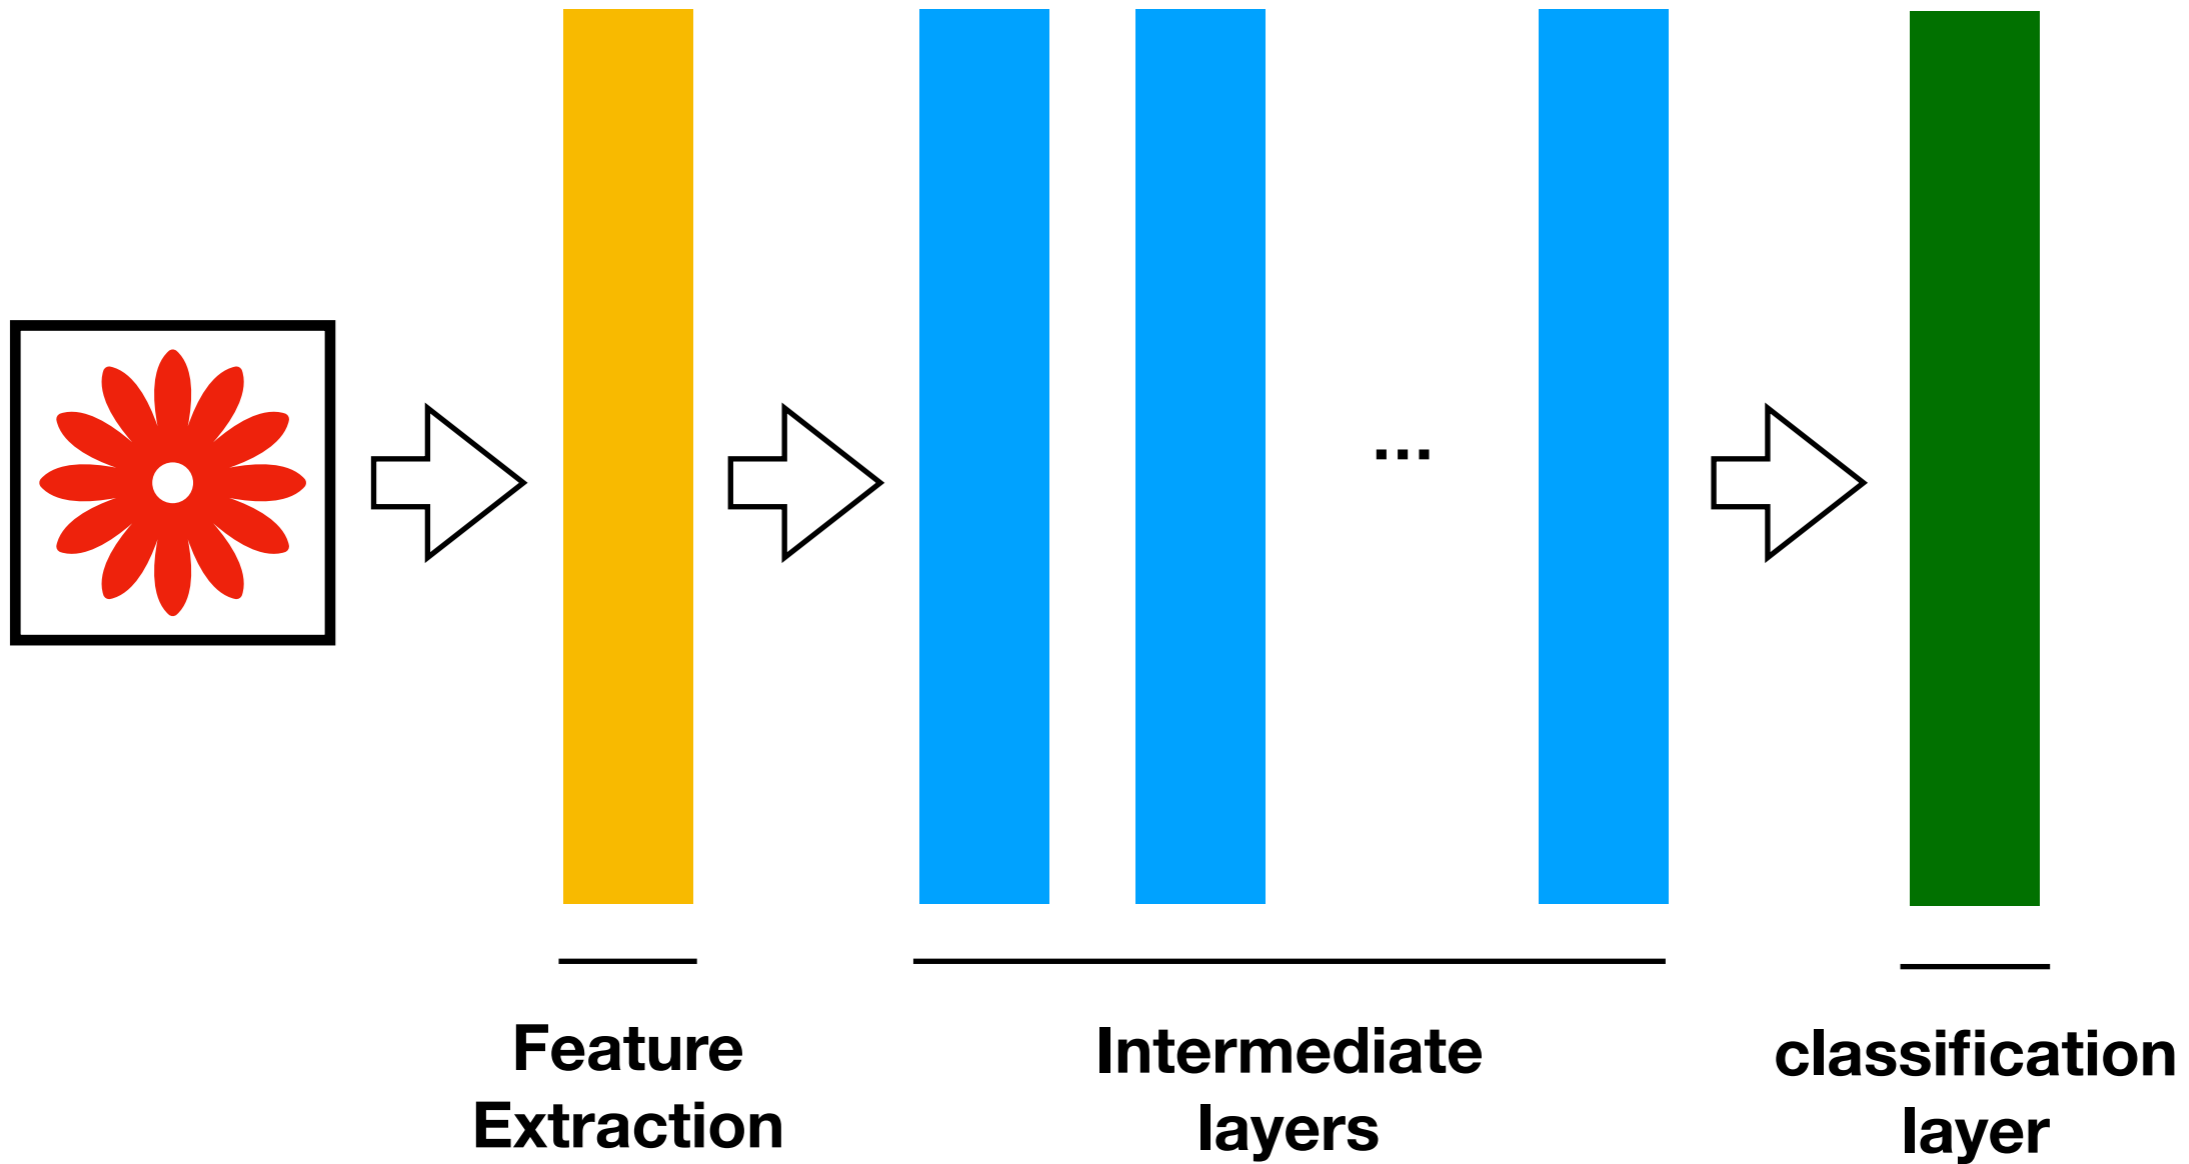 ...
Feature
Extraction
Intermediate
layers
classification
layer